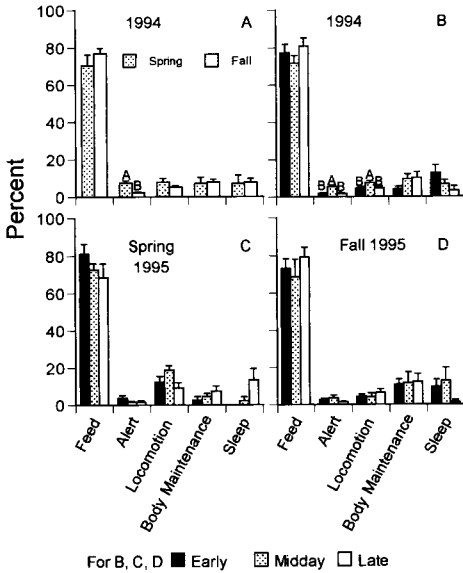 1994 A
Spring Fall
100
80
60
40
20
0
A
B
1994 B
B A B
B A B
Percent
Spring
1995
C
100
80
60
40
20
0
Fall 1995 D
Feed
Alert
Locomotion
Body Maintenance
Sleep
Feed
Alert
Locomotion
Body Maintenance
Sleep
For B, C, D Early Midday Late